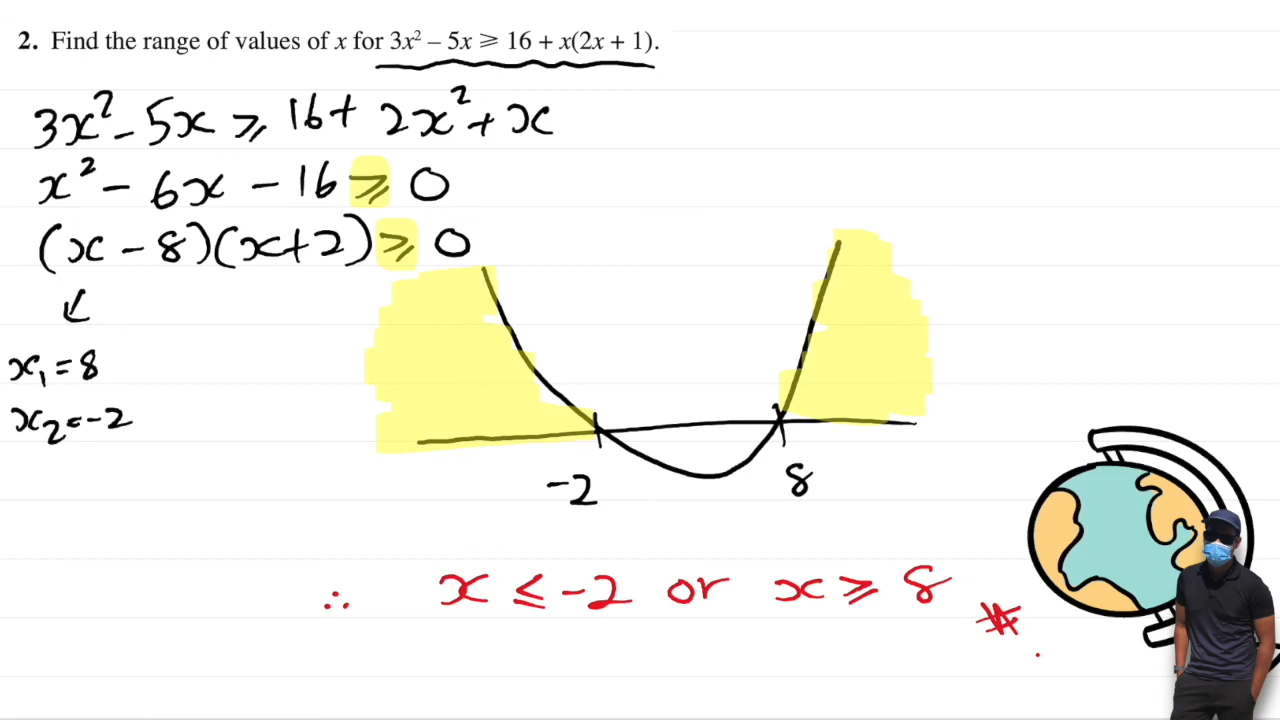 2. Find the range of values of x for 3x² – 5x ⩾ 16 + x(2x + 1).
3x² - 5x ⩾ 16 + 2x² + x
x² - 6x - 16 ⩾ 0
(x - 8)(x + 2) ⩾ 0
x₁ = 8
x₂ = -2
-2 8
∴ x ≤ -2 or x ⩾ 8